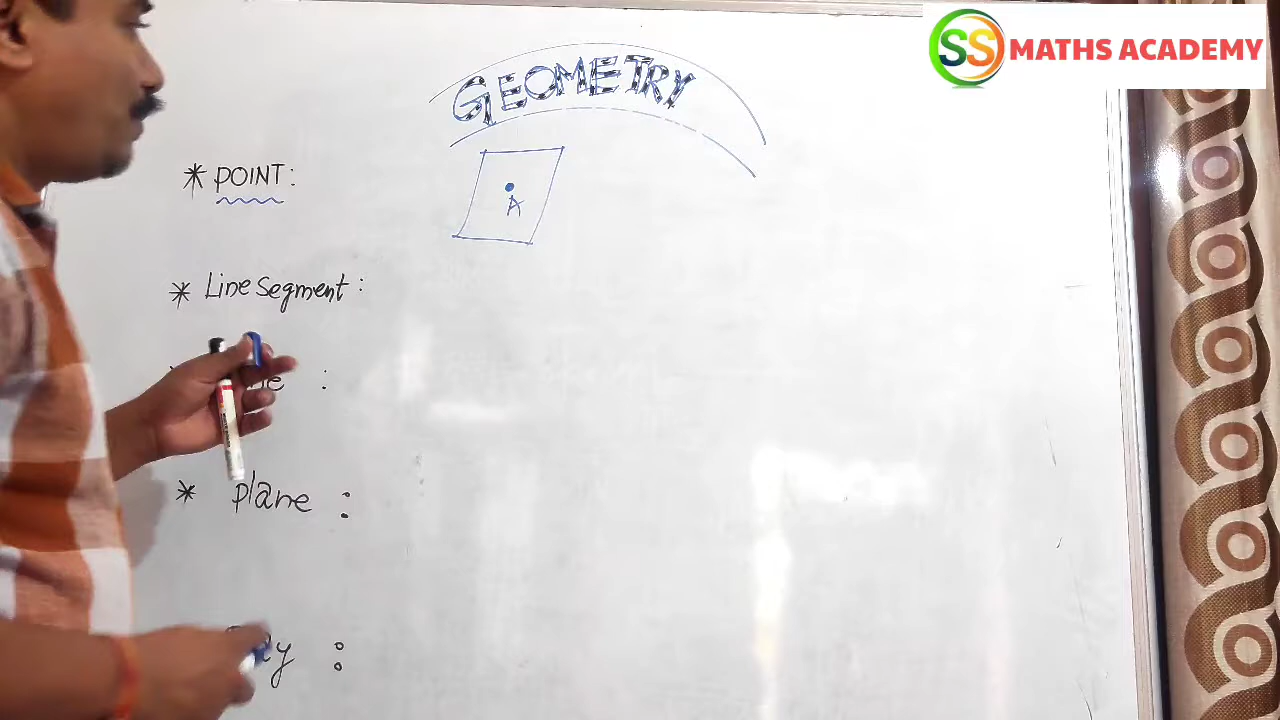 SS MATHS ACADEMY
GEOMETRY
* POINT:
A
* Line Segment:
:
* plane :
: